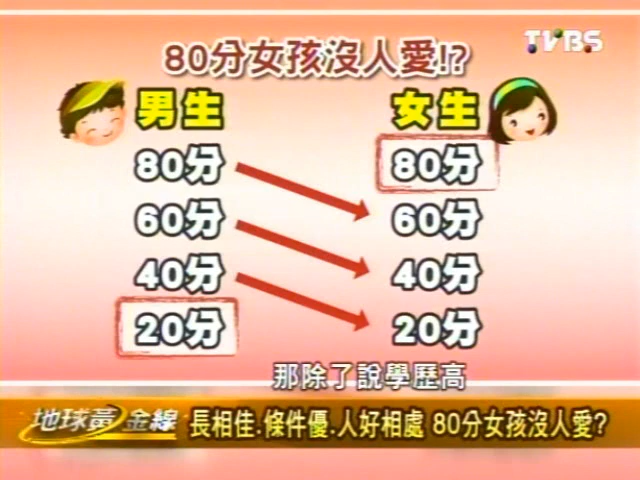 TVBS
80分女孩沒人愛!?
男生 女生
80分 80分
60分 60分
40分 40分
20分 20分
那除了說學歷高
地球黃金線 長相佳.條件優.人好相處 80分女孩沒人愛?